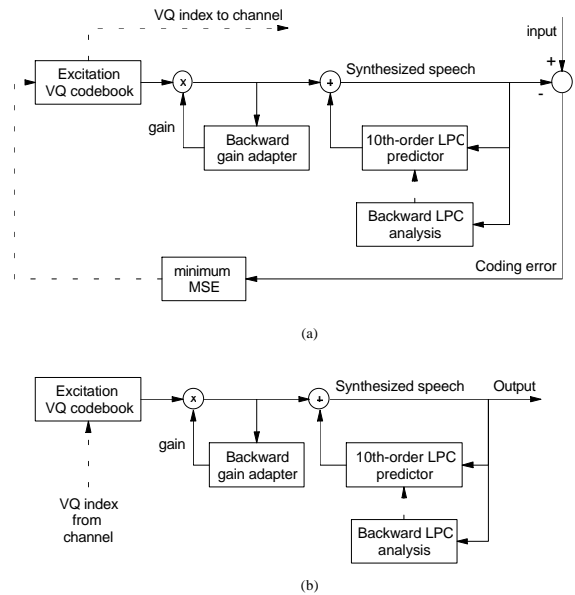 VQ index to channel
input
Excitation
VQ codebook
x
+
Synthesized speech
+
-
gain
Backward
gain adapter
10th-order LPC
predictor
Backward LPC
analysis
minimum
MSE
Coding error
(a)
Excitation
VQ codebook
x
+
Synthesized speech
Output
gain
Backward
gain adapter
10th-order LPC
predictor
VQ index
from
channel
Backward LPC
analysis
(b)